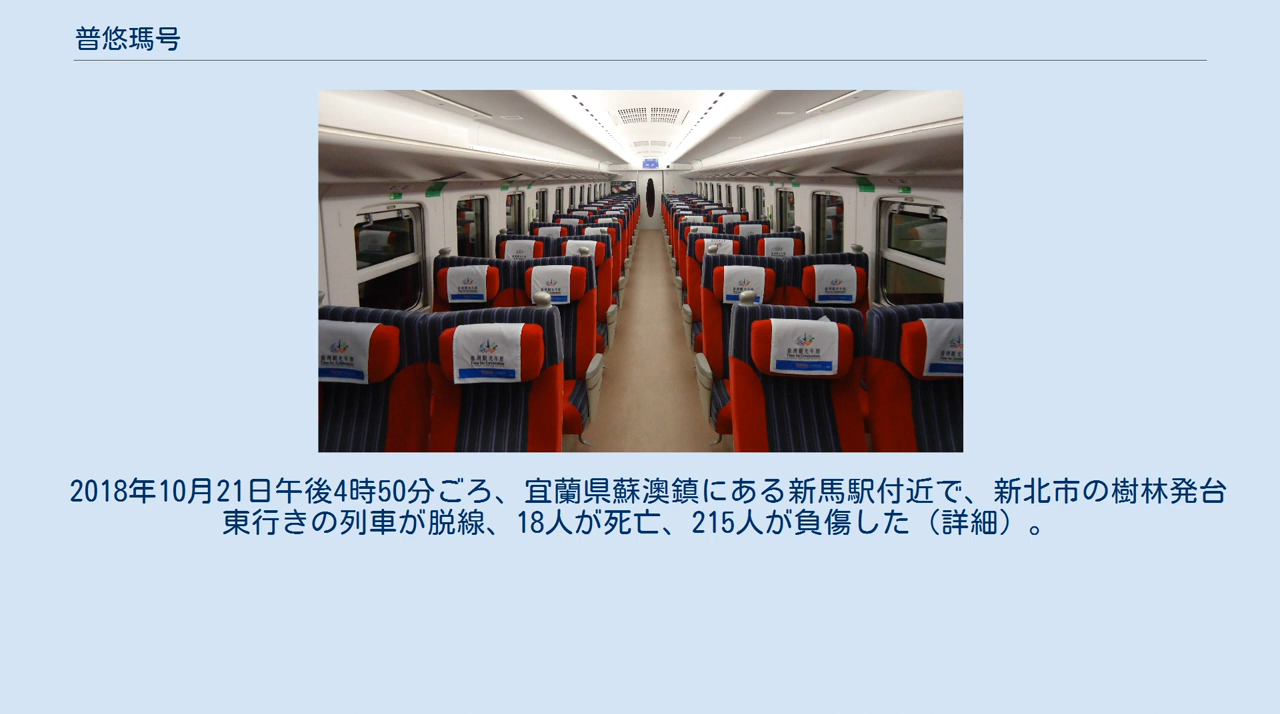 普悠瑪号
2018年10月21日午後4時50分ごろ、宜蘭県蘇澳鎮にある新馬駅付近で、新北市の樹林発台
東行きの列車が脱線、18人が死亡、215人が負傷した（詳細）。